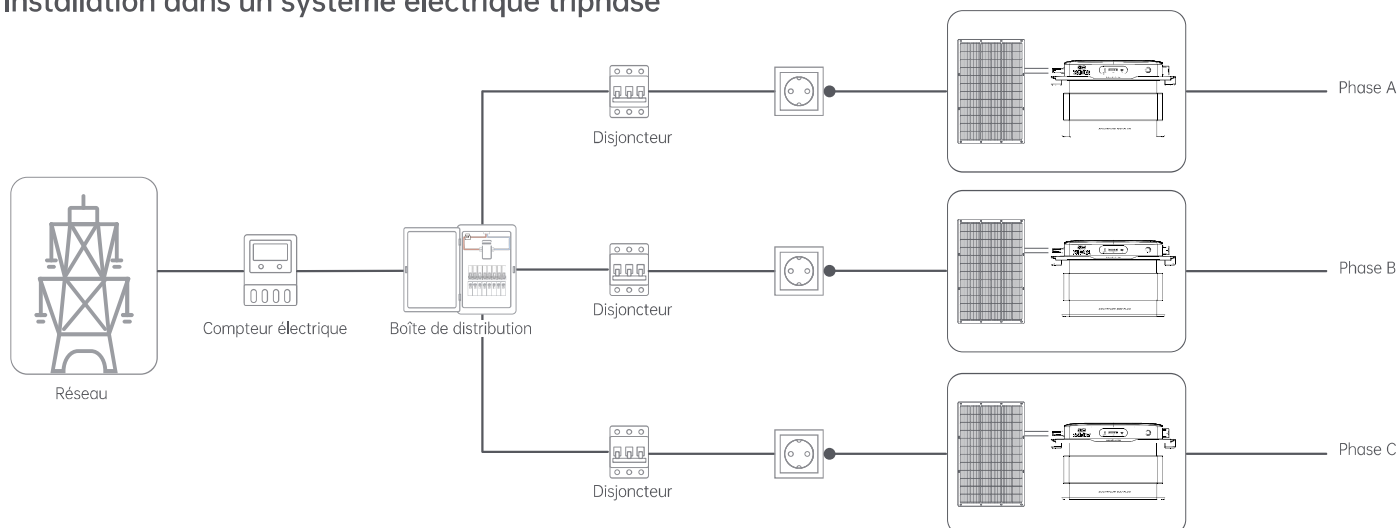 Installation dans un système électrique triphasé
Phase A
Disjoncteur
Phase B
Disjoncteur
Compteur électrique
Boîte de distribution
Réseau
Phase C
Disjoncteur